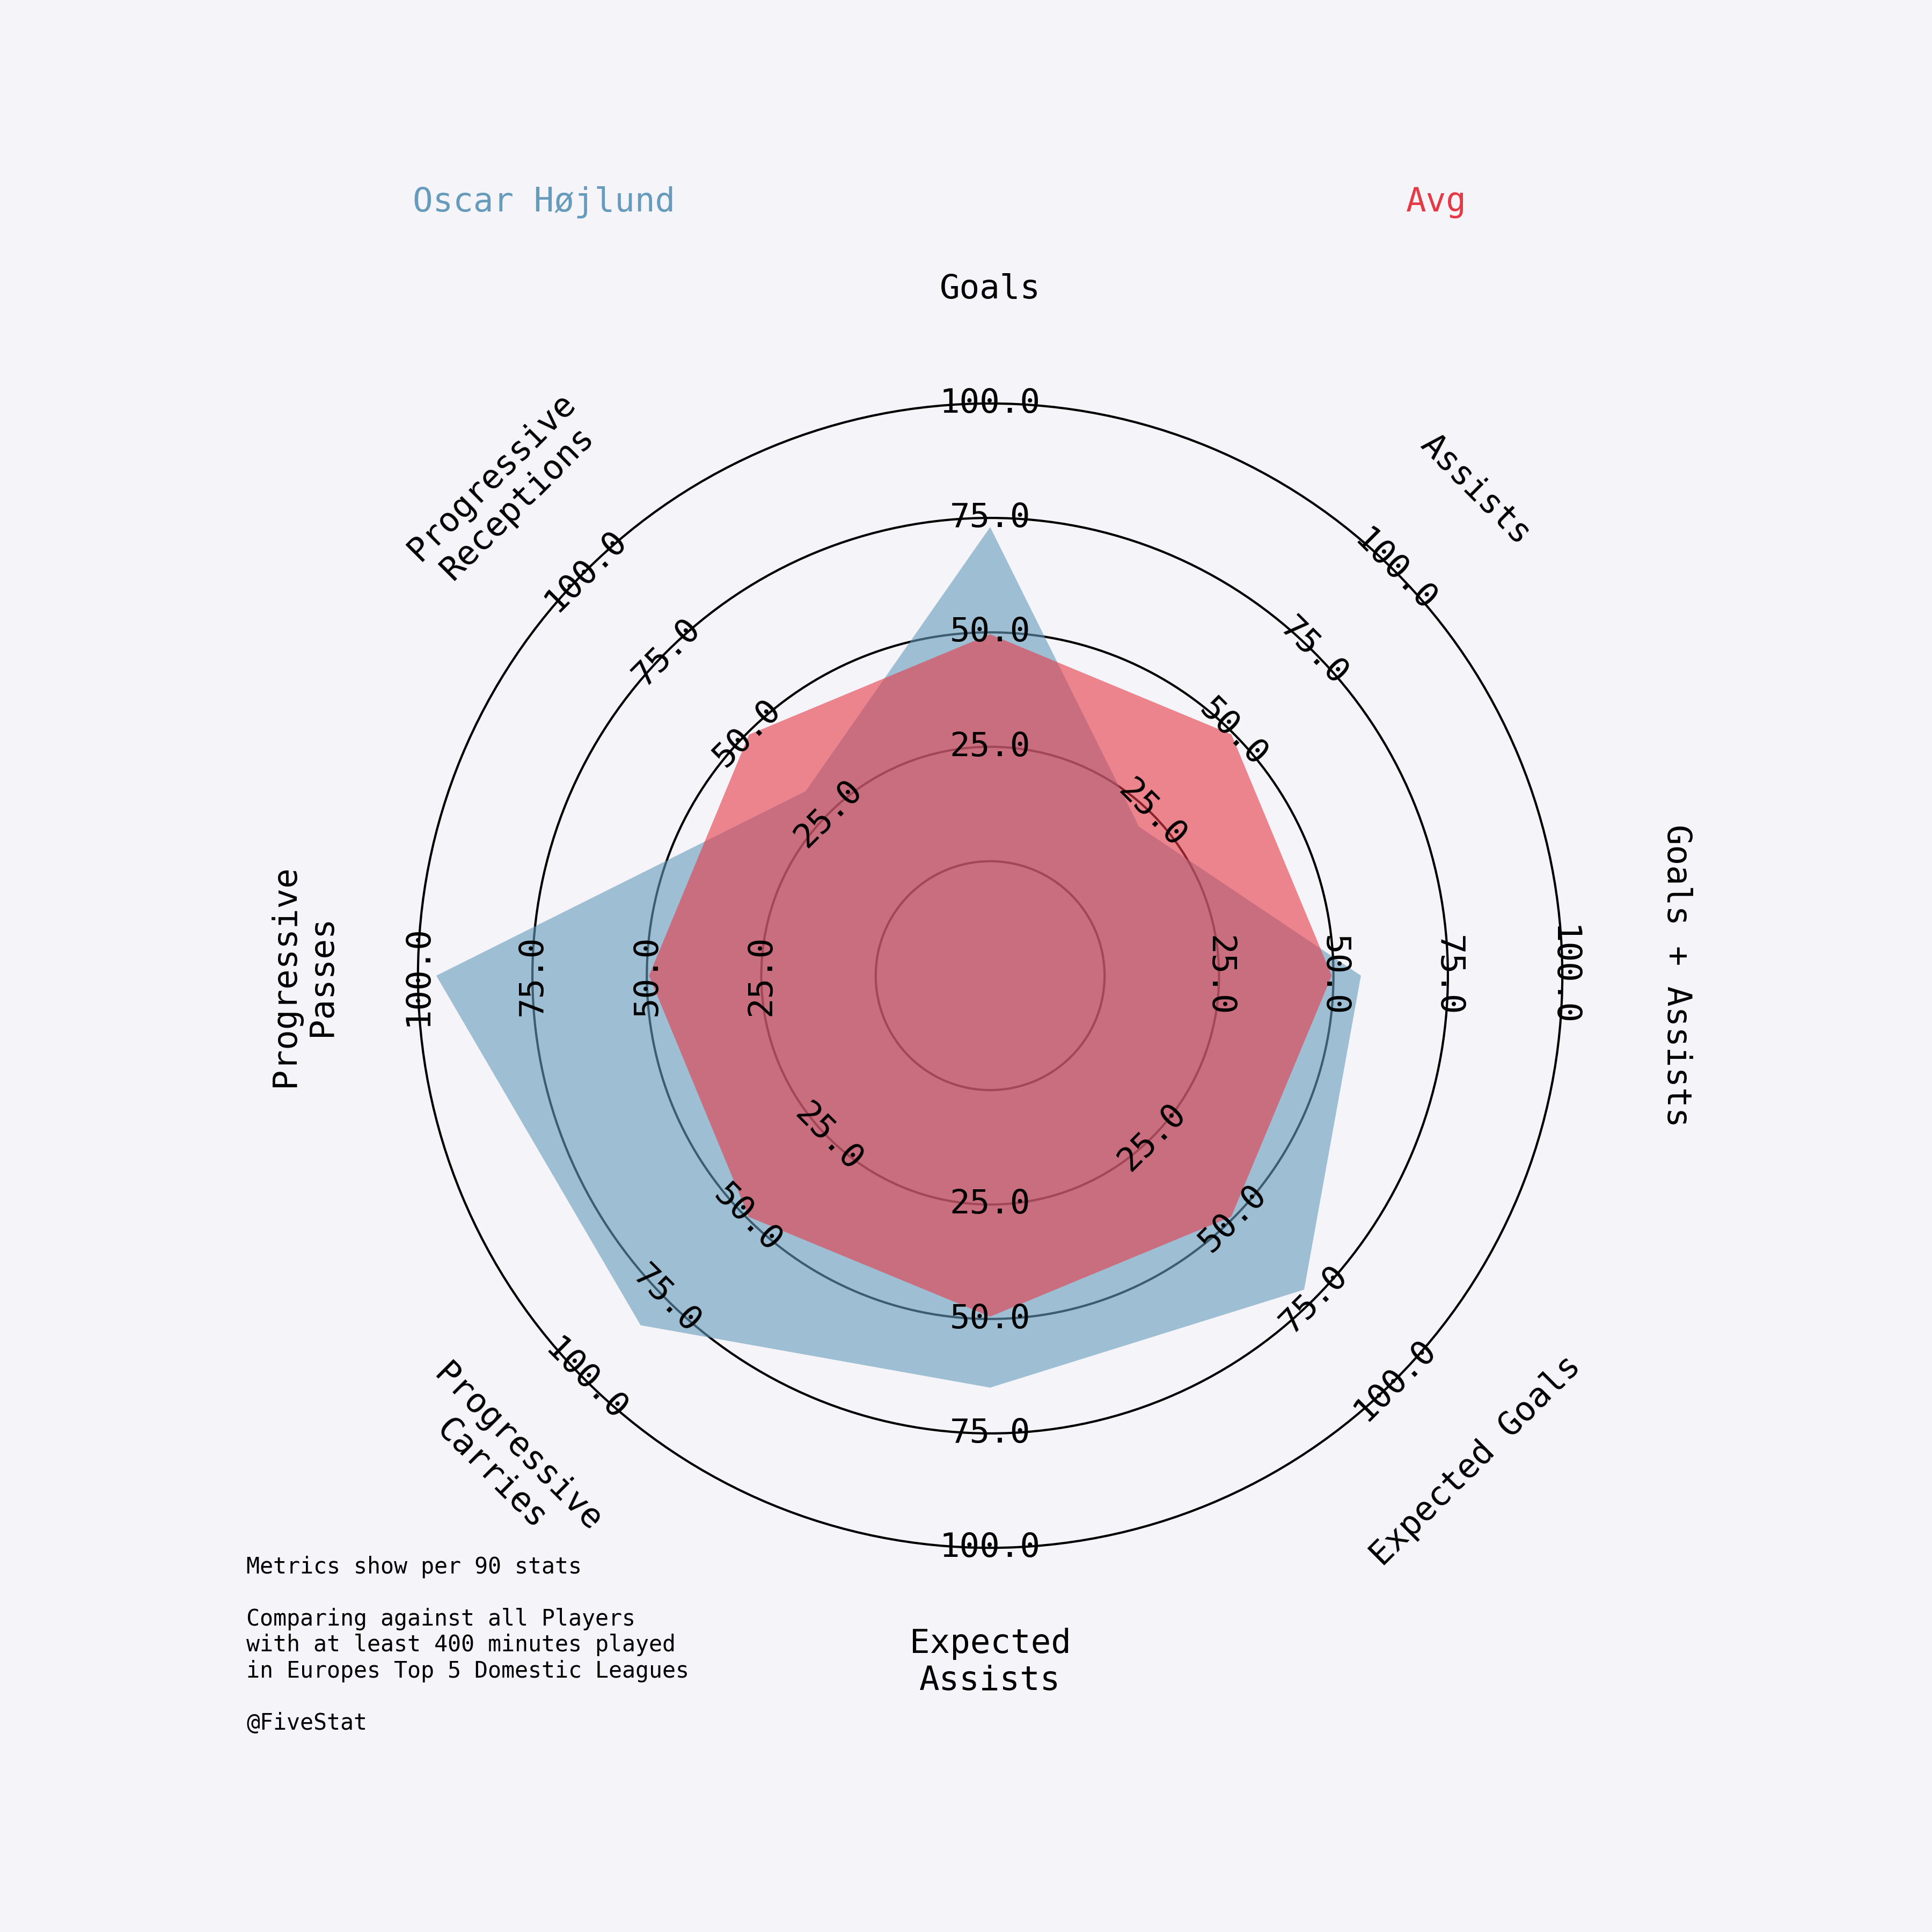 Oscar Højlund
Avg
Goals
Assists
Goals + Assists
Expected Goals
Expected
Assists
Progressive
Carries
Progressive
Passes
Progressive
Receptions
25.0
50.0
75.0
100.0
25.0
50.0
75.0
100.0
25.0
50.0
75.0
100.0
25.0
50.0
75.0
100.0
25.0
50.0
75.0
100.0
25.0
50.0
75.0
100.0
25.0
50.0
75.0
100.0
25.0
50.0
75.0
100.0
Metrics show per 90 stats
Comparing against all Players
with at least 400 minutes played
in Europes Top 5 Domestic Leagues
@FiveStat